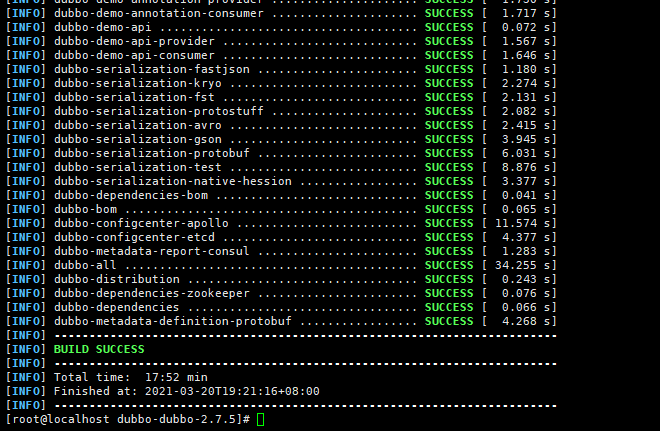 [INFO] dubbo-demo-annotation-provider ...................... SUCCESS [  1.730 s]
[INFO] dubbo-demo-annotation-consumer ...................... SUCCESS [  1.717 s]
[INFO] dubbo-demo-api ...................................... SUCCESS [  0.072 s]
[INFO] dubbo-demo-api-provider ............................. SUCCESS [  1.567 s]
[INFO] dubbo-demo-api-consumer ............................. SUCCESS [  1.646 s]
[INFO] dubbo-serialization-fastjson ........................ SUCCESS [  1.180 s]
[INFO] dubbo-serialization-kryo ............................ SUCCESS [  2.274 s]
[INFO] dubbo-serialization-fst ............................. SUCCESS [  2.131 s]
[INFO] dubbo-serialization-protostuff ...................... SUCCESS [  2.082 s]
[INFO] dubbo-serialization-avro ............................ SUCCESS [  2.415 s]
[INFO] dubbo-serialization-gson ............................ SUCCESS [  3.945 s]
[INFO] dubbo-serialization-protobuf ........................ SUCCESS [  6.031 s]
[INFO] dubbo-serialization-test ............................ SUCCESS [  8.876 s]
[INFO] dubbo-serialization-native-hession .................. SUCCESS [  3.377 s]
[INFO] dubbo-dependencies-bom .............................. SUCCESS [  0.041 s]
[INFO] dubbo-bom ........................................... SUCCESS [  0.065 s]
[INFO] dubbo-configcenter-apollo ........................... SUCCESS [ 11.574 s]
[INFO] dubbo-configcenter-etcd ............................. SUCCESS [  4.377 s]
[INFO] dubbo-metadata-report-consul ........................ SUCCESS [  1.283 s]
[INFO] dubbo-all ........................................... SUCCESS [ 34.255 s]
[INFO] dubbo-distribution .................................. SUCCESS [  0.243 s]
[INFO] dubbo-dependencies-zookeeper ........................ SUCCESS [  0.076 s]
[INFO] dubbo-dependencies .................................. SUCCESS [  0.066 s]
[INFO] dubbo-metadata-definition-protobuf .................. SUCCESS [  4.268 s]
[INFO] ------------------------------------------------------------------------
[INFO] BUILD SUCCESS
[INFO] ------------------------------------------------------------------------
[INFO] Total time:  17:52 min
[INFO] Finished at: 2021-03-20T19:21:16+08:00
[INFO] ------------------------------------------------------------------------
[root@localhost dubbo-dubbo-2.7.5]#